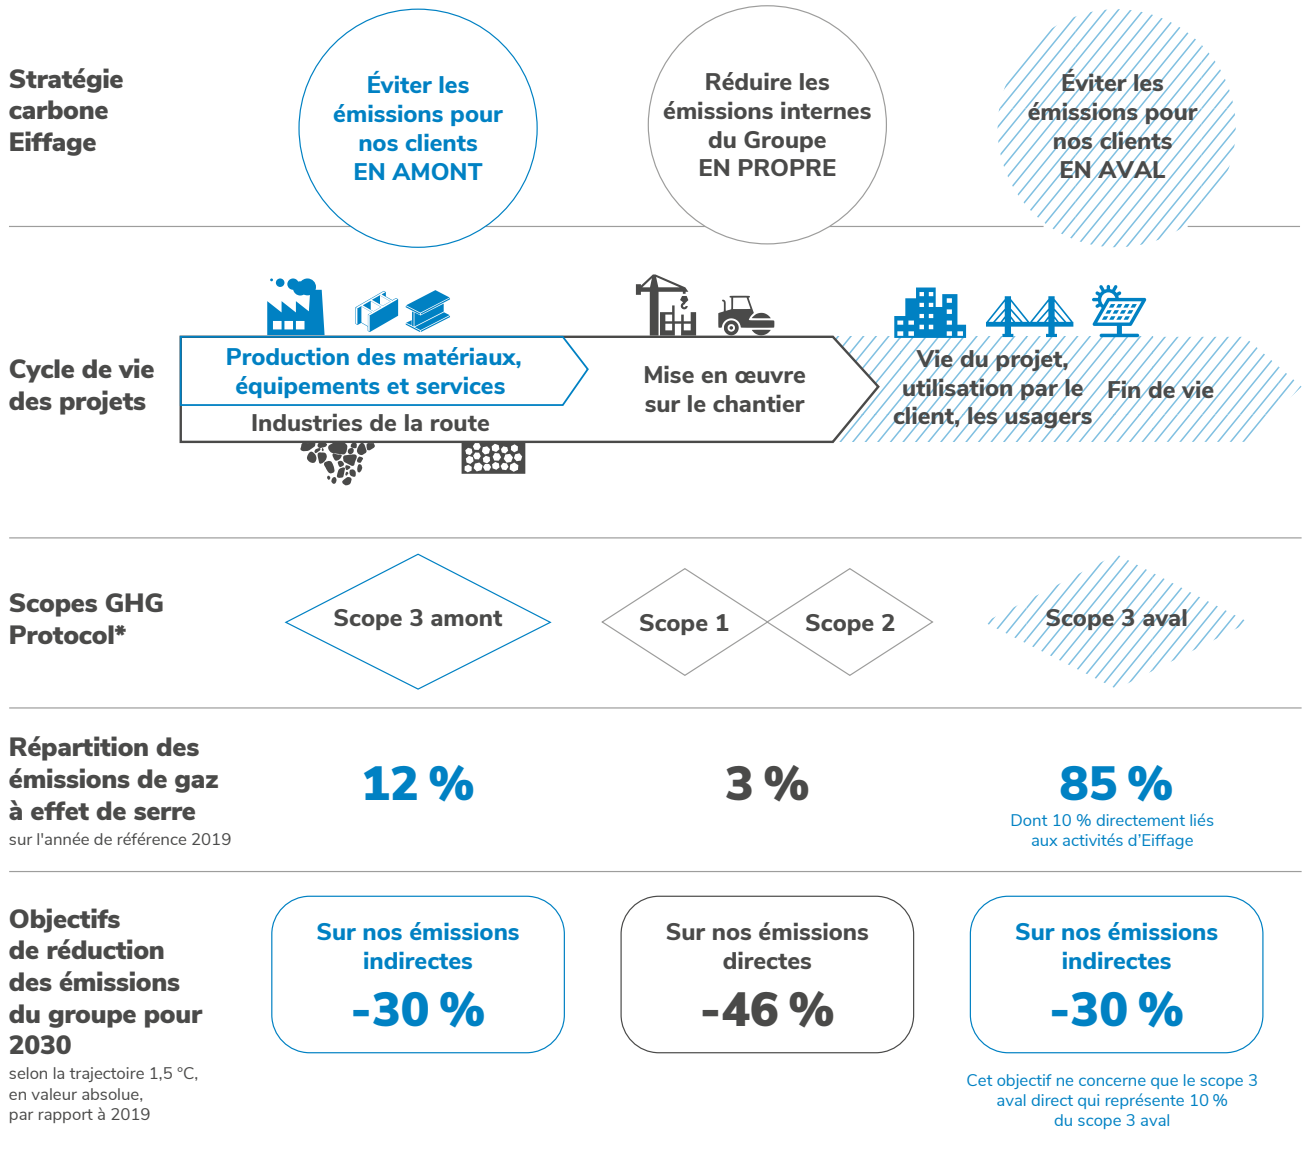 Stratégie
carbone
Eiffage
Éviter les
émissions pour
nos clients
EN AMONT
Réduire les
émissions internes
du Groupe
EN PROPRE
Éviter les
émissions pour
nos clients
EN AVAL
Cycle de vie
des projets
Production des matériaux,
équipements et services
Industries de la route
Mise en œuvre
sur le chantier
Vie du projet,
utilisation par le
client, les usagers
Fin de vie
Scopes GHG
Protocol*
Scope 3 amont
Scope 1
Scope 2
Scope 3 aval
Répartition des
émissions de gaz
à effet de serre
sur l'année de référence 2019
12 %
3 %
85 %
Dont 10 % directement liés
aux activités d’Eiffage
Objectifs
de réduction
des émissions
du groupe pour
2030
selon la trajectoire 1,5 °C,
en valeur absolue,
par rapport à 2019
Sur nos émissions
indirectes
-30 %
Sur nos émissions
directes
-46 %
Sur nos émissions
indirectes
-30 %
Cet objectif ne concerne que le scope 3
aval direct qui représente 10 %
du scope 3 aval